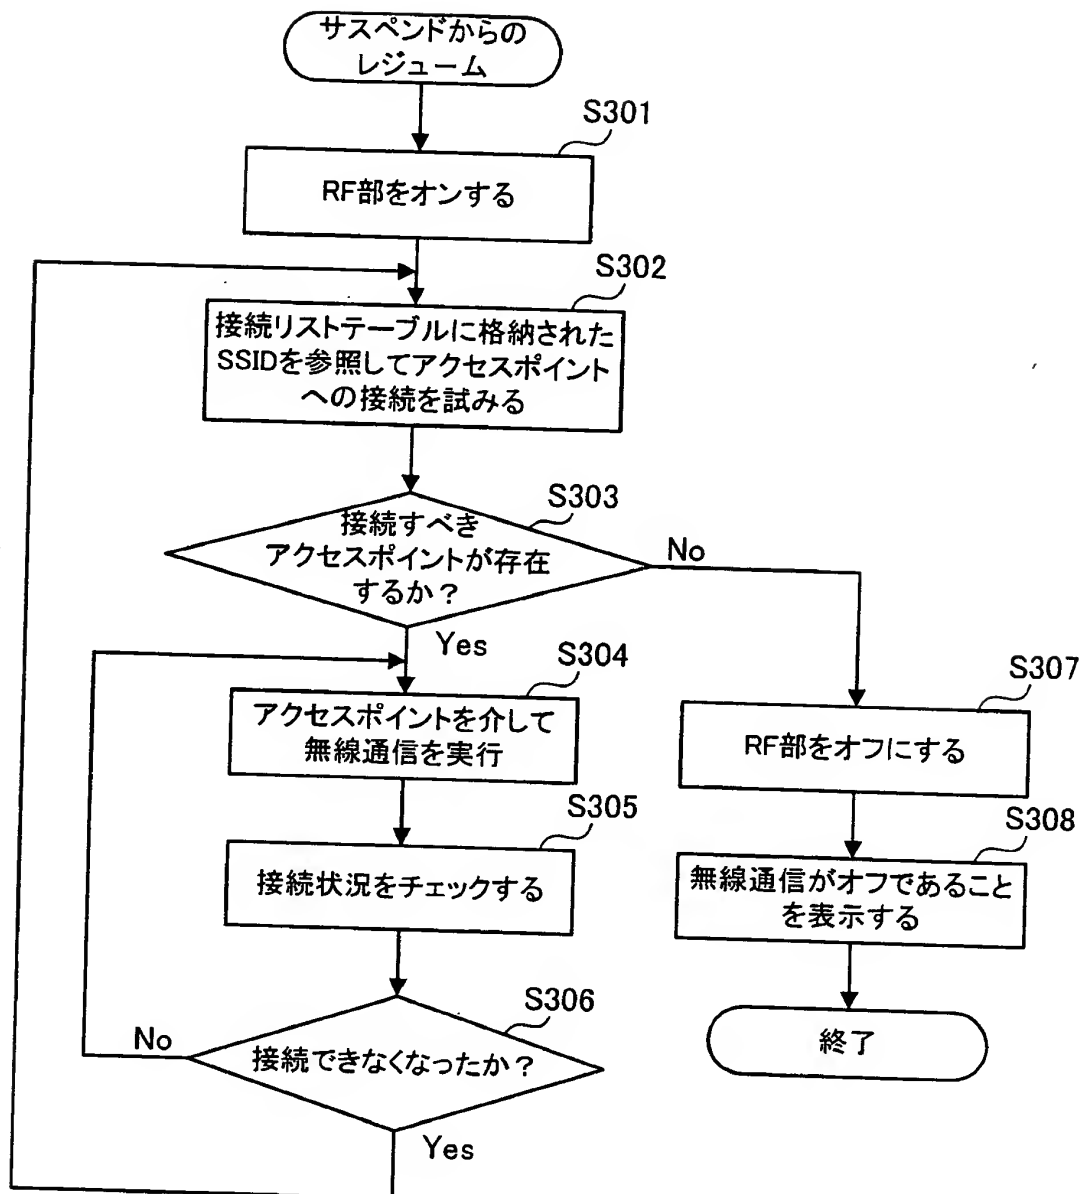 サスペンドからの
レジューム
S301
RF部をオンする
S302
接続リストテーブルに格納された
SSIDを参照してアクセスポイント
への接続を試みる
S303
接続すべき
アクセスポイントが存在
するか？
No
Yes
S304
アクセスポイントを介して
無線通信を実行
S305
接続状況をチェックする
S306
接続できなくなったか？
No
Yes
S307
RF部をオフにする
S308
無線通信がオフであること
を表示する
終了